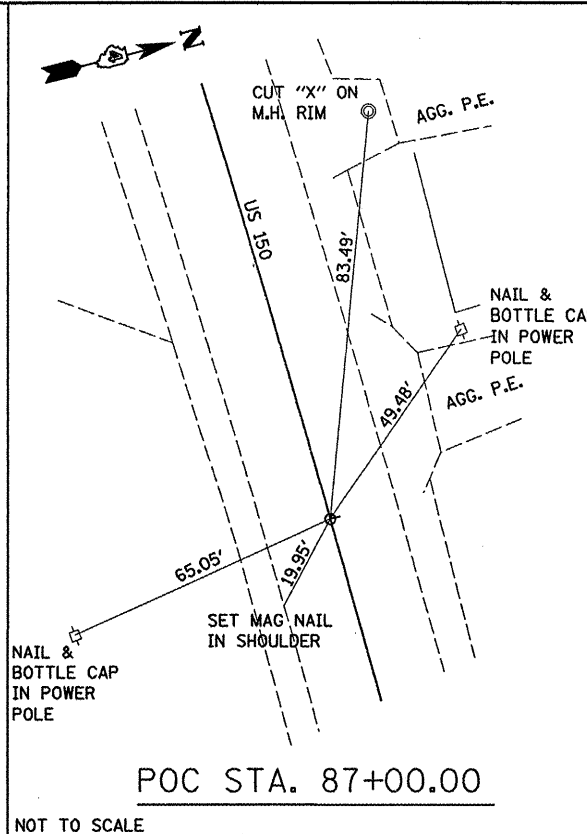 N
CUT "X" ON
M.H. RIM
AGG. P.E.
US 150
83.49'
NAIL &
BOTTLE CA
IN POWER
POLE
49.48'
AGG. P.E.
65.05'
19.95'
SET MAG NAIL
IN SHOULDER
NAIL &
BOTTLE CAP
IN POWER
POLE
POC STA. 87+00.00
NOT TO SCALE